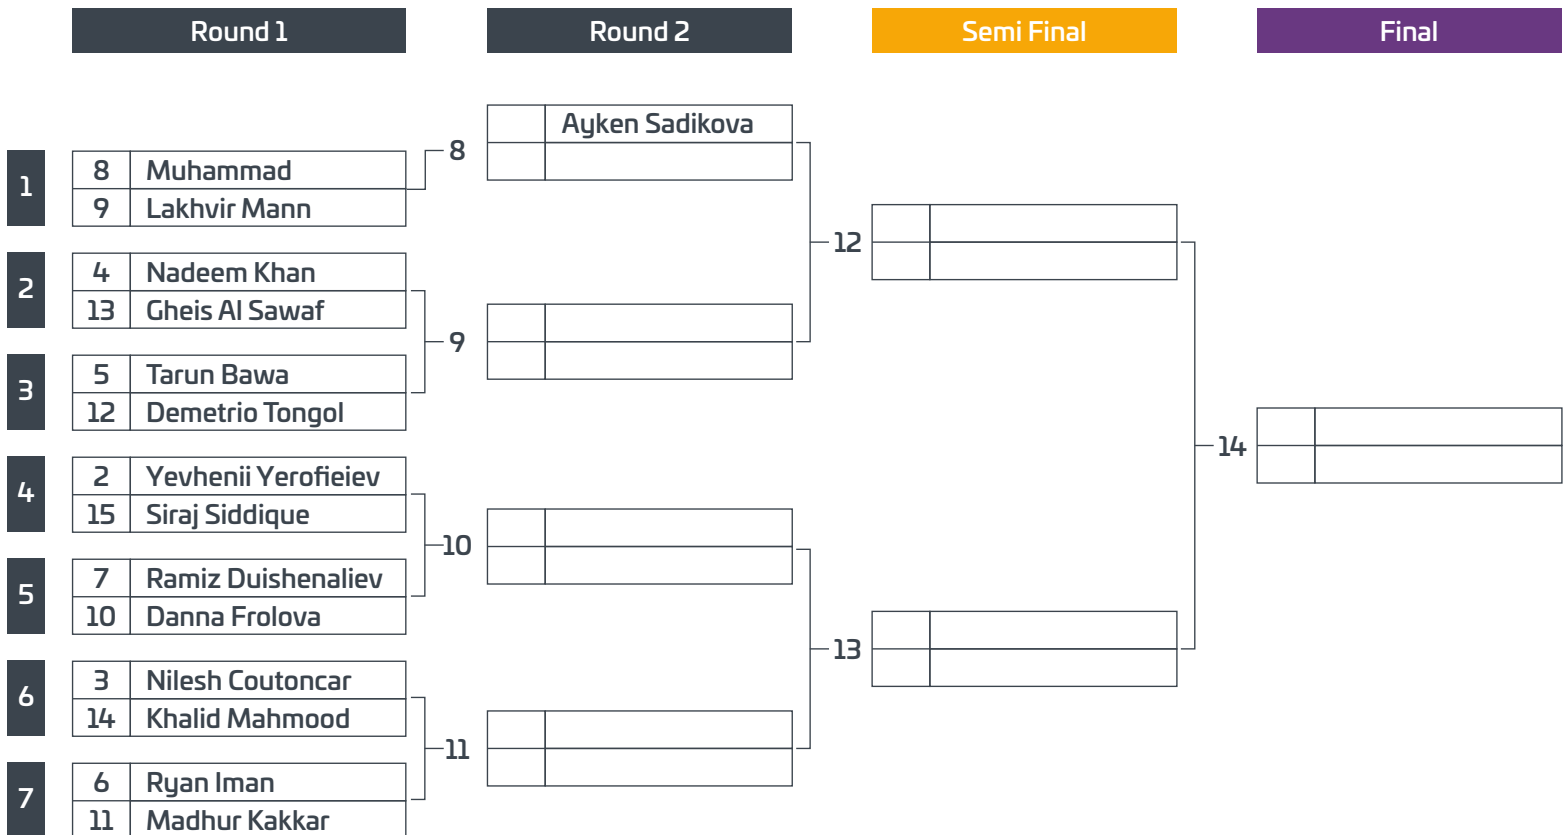 Round 1
Round 2
Semi Final
Final
1
8 Muhammad
9 Lakhvir Mann
2
4 Nadeem Khan
13 Gheis Al Sawaf
3
5 Tarun Bawa
12 Demetrio Tongol
4
2 Yevhenii Yerofieiev
15 Siraj Siddique
5
7 Ramiz Duishenaliev
10 Danna Frolova
6
3 Nilesh Coutoncar
14 Khalid Mahmood
7
6 Ryan Iman
11 Madhur Kakkar
8
Ayken Sadikova
9
10
11
12
13
14